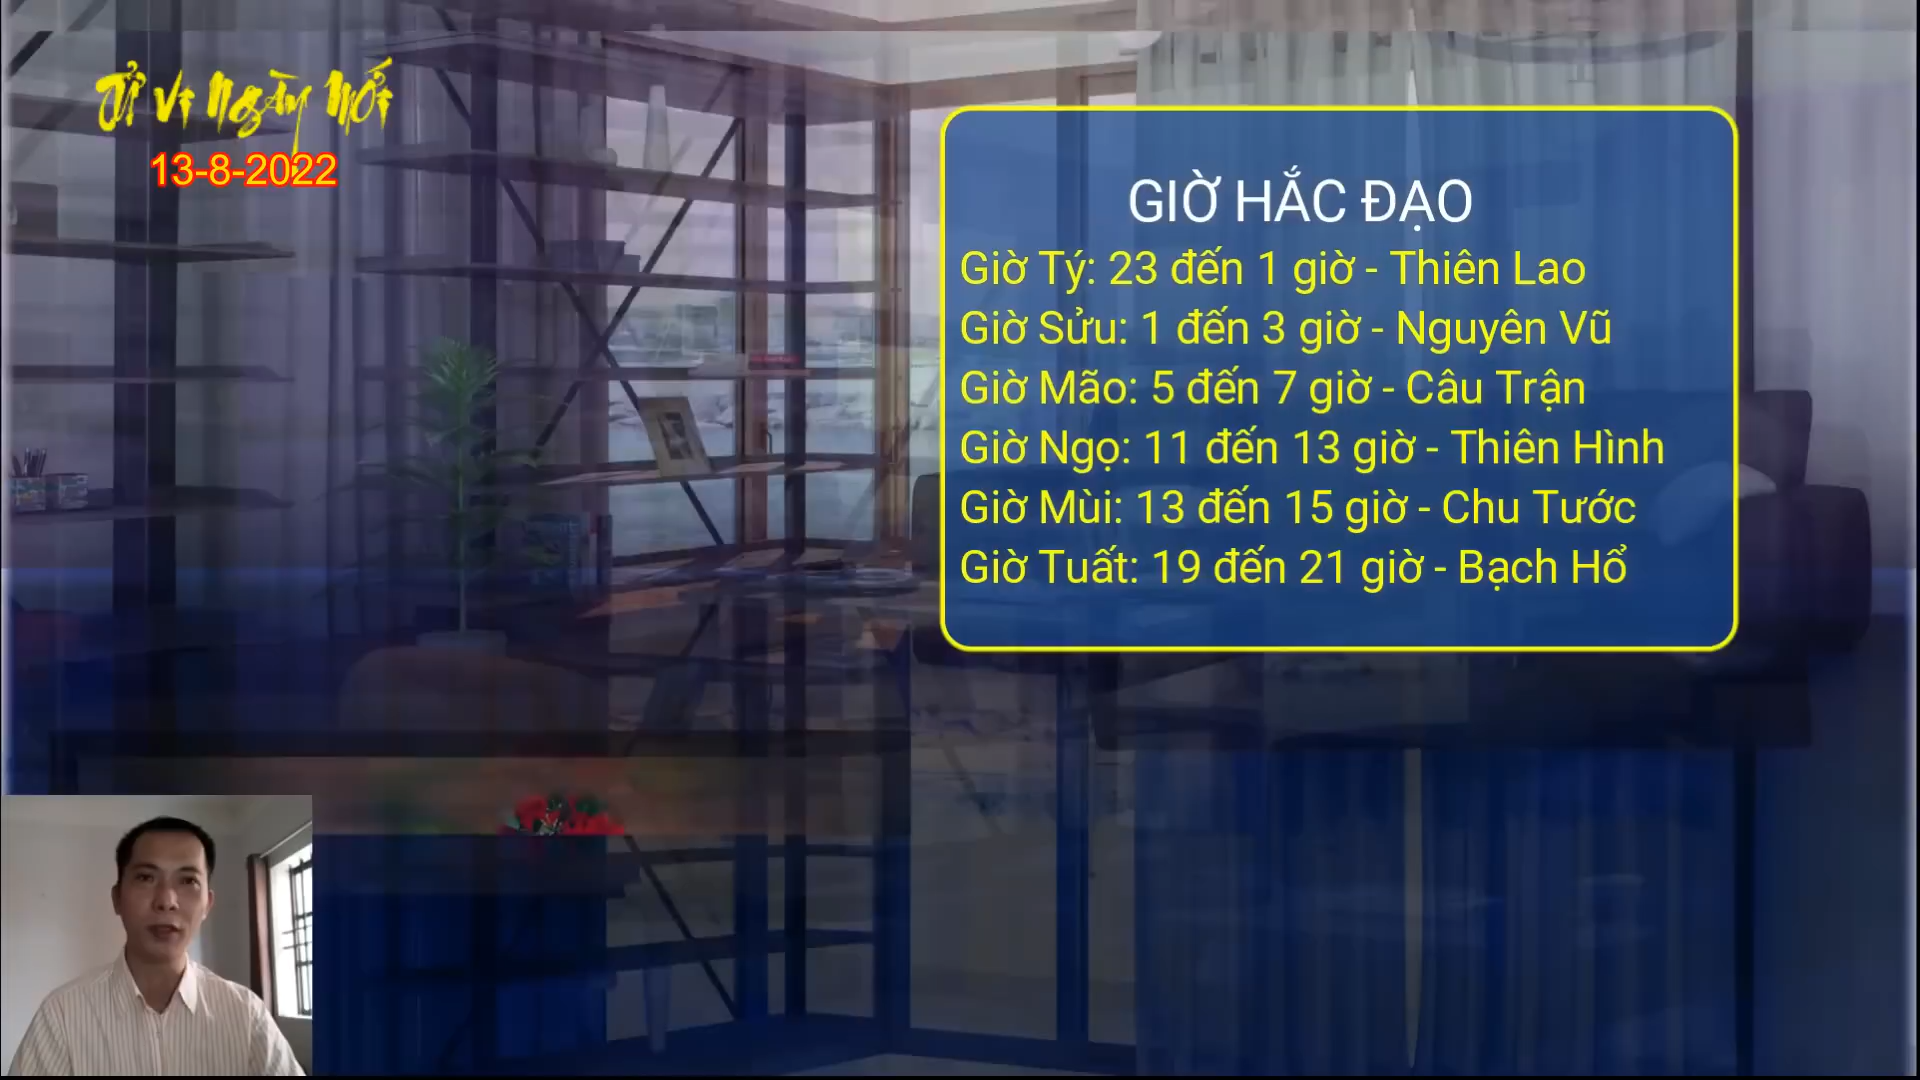 Tử Vi Ngày Mới
13-8-2022
GIỜ HẮC ĐẠO
Giờ Tý: 23 đến 1 giờ - Thiên Lao
Giờ Sửu: 1 đến 3 giờ - Nguyên Vũ
Giờ Mão: 5 đến 7 giờ - Câu Trận
Giờ Ngọ: 11 đến 13 giờ - Thiên Hình
Giờ Mùi: 13 đến 15 giờ - Chu Tước
Giờ Tuất: 19 đến 21 giờ - Bạch Hổ